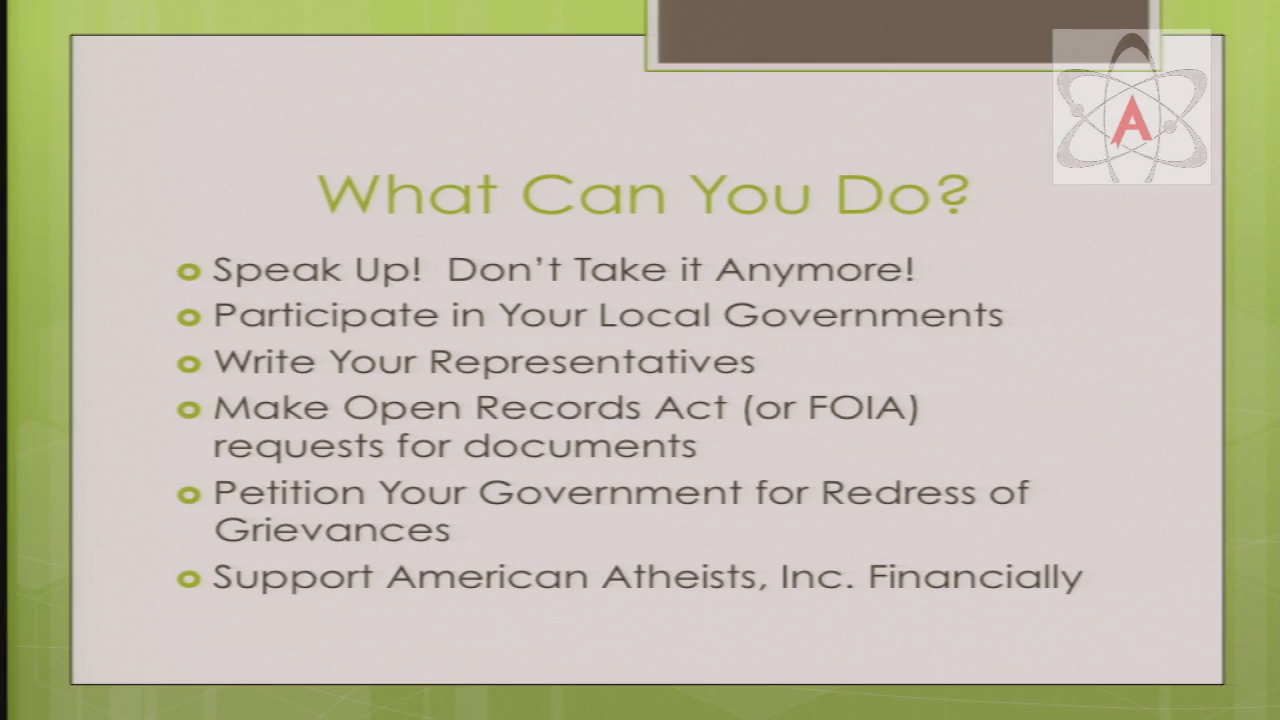 A
What Can You Do?
Speak Up!  Don't Take it Anymore!
Participate in Your Local Governments
Write Your Representatives
Make Open Records Act (or FOIA)
requests for documents
Petition Your Government for Redress of
Grievances
Support American Atheists, Inc. Financially